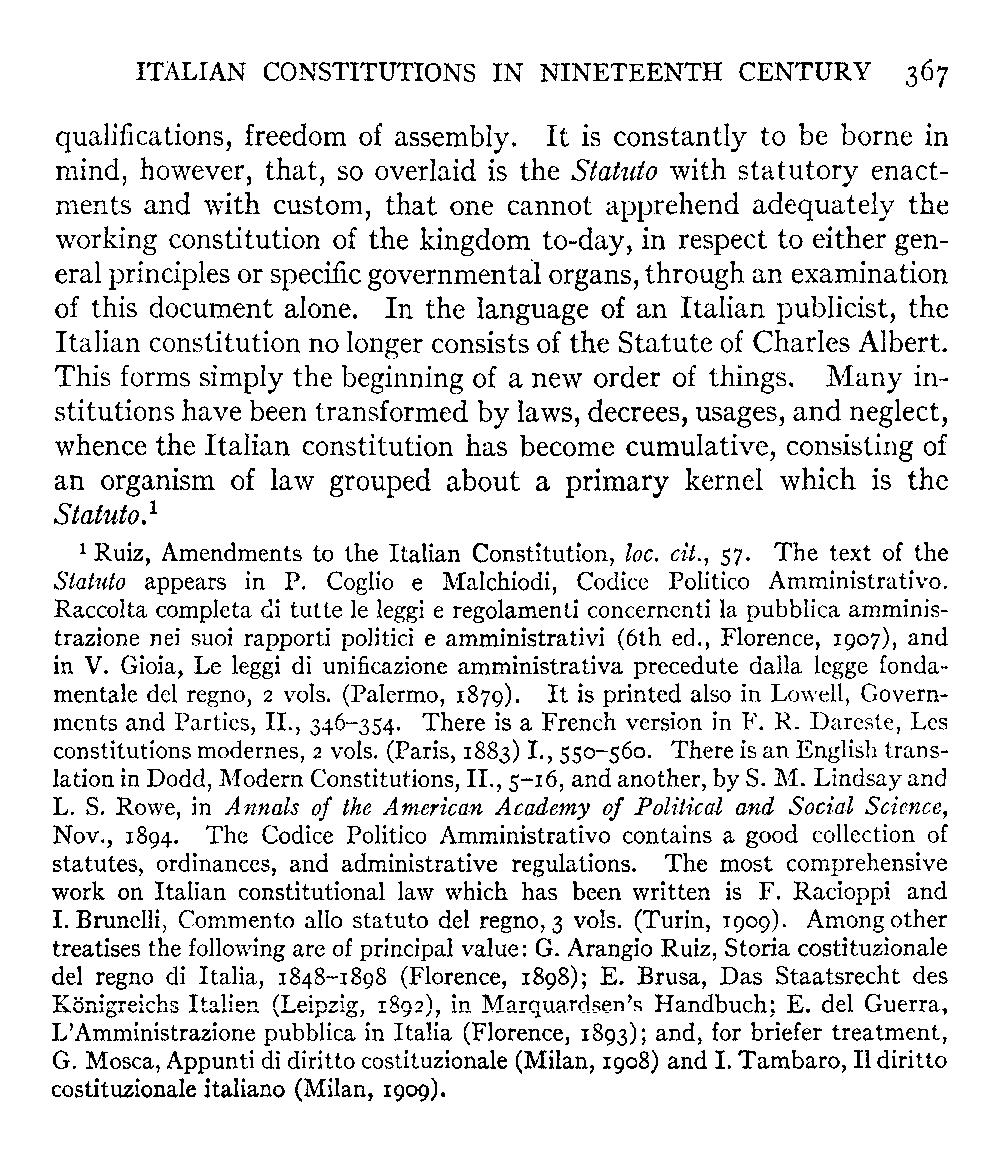 ITALIAN CONSTITUTIONS IN NINETEENTH CENTURY 367
qualifications, freedom of assembly. It is constantly to be borne in
mind, however, that, so overlaid is the Statuto with statutory enact-
ments and with custom, that one cannot apprehend adequately the
working constitution of the kingdom to-day, in respect to either gen-
eral principles or specific governmental organs, through an examination
of this document alone. In the language of an Italian publicist, the
Italian constitution no longer consists of the Statute of Charles Albert.
This forms simply the beginning of a new order of things. Many in-
stitutions have been transformed by laws, decrees, usages, and neglect,
whence the Italian constitution has become cumulative, consisting of
an organism of law grouped about a primary kernel which is the
Statuto.¹
¹ Ruiz, Amendments to the Italian Constitution, loc. cit., 57. The text of the
Statuto appears in P. Coglio e Malchiodi, Codice Politico Amministrativo.
Raccolta completa di tutte le leggi e regolamenti concernenti la pubblica amminis-
trazione nei suoi rapporti politici e amministrativi (6th ed., Florence, 1907), and
in V. Gioia, Le leggi di unificazione amministrativa precedute dalla legge fonda-
mentale del regno, 2 vols. (Palermo, 1879). It is printed also in Lowell, Govern-
ments and Parties, II., 346–354. There is a French version in F. R. Dareste, Les
constitutions modernes, 2 vols. (Paris, 1883) I., 550–560. There is an English trans-
lation in Dodd, Modern Constitutions, II., 5–16, and another, by S. M. Lindsay and
L. S. Rowe, in Annals of the American Academy of Political and Social Science,
Nov., 1894. The Codice Politico Amministrativo contains a good collection of
statutes, ordinances, and administrative regulations. The most comprehensive
work on Italian constitutional law which has been written is F. Racioppi and
I. Brunelli, Commento allo statuto del regno, 3 vols. (Turin, 1909). Among other
treatises the following are of principal value: G. Arangio Ruiz, Storia costituzionale
del regno di Italia, 1848–1898 (Florence, 1898); E. Brusa, Das Staatsrecht des
Königreichs Italien (Leipzig, 1892), in Marquardsen's Handbuch; E. del Guerra,
L'Amministrazione pubblica in Italia (Florence, 1893); and, for briefer treatment,
G. Mosca, Appunti di diritto costituzionale (Milan, 1908) and I. Tambaro, Il diritto
costituzionale italiano (Milan, 1909).